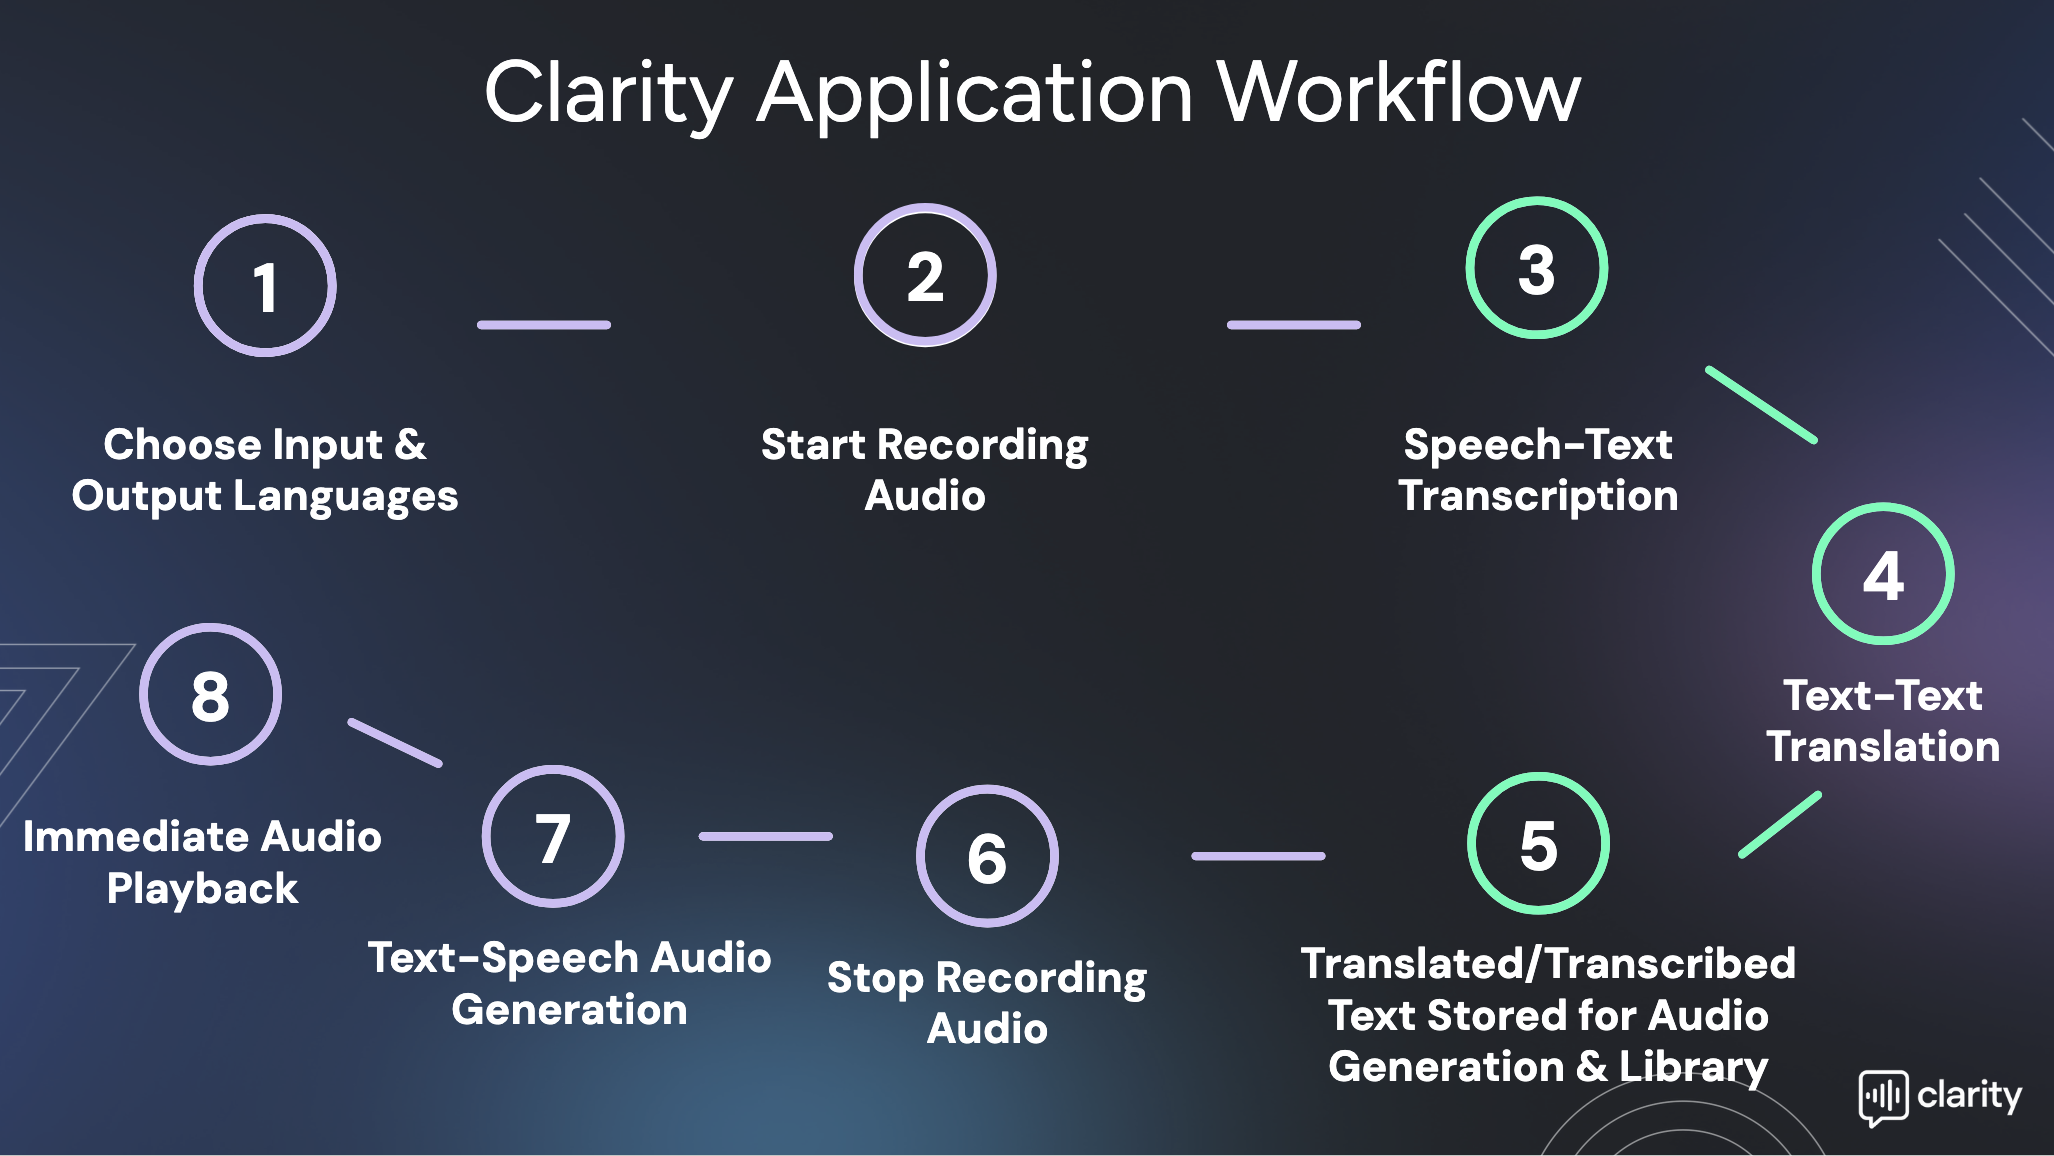 Clarity Application Workflow
1
Choose Input &
Output Languages
2
Start Recording
Audio
3
Speech-Text
Transcription
4
Text-Text
Translation
5
Translated/Transcribed
Text Stored for Audio
Generation & Library
6
Stop Recording
Audio
7
Text-Speech Audio
Generation
8
Immediate Audio
Playback
clarity